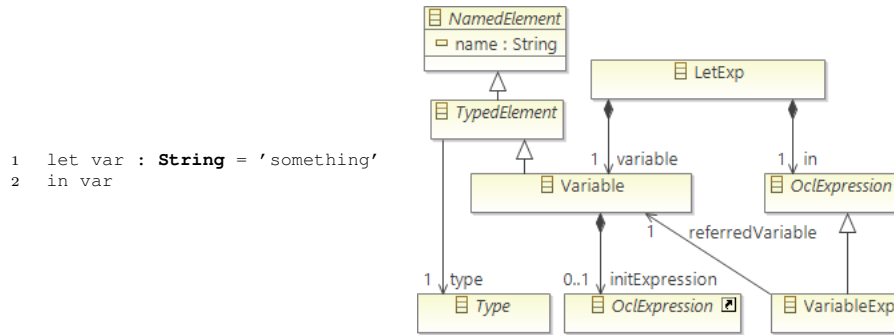 1 let var : String = 'something'
2 in var
NamedElement
name : String
LetExp
TypedElement
1 variable
1 in
Variable
OclExpression
1 referredVariable
1 type
0..1 initExpression
Type
OclExpression
VariableExp